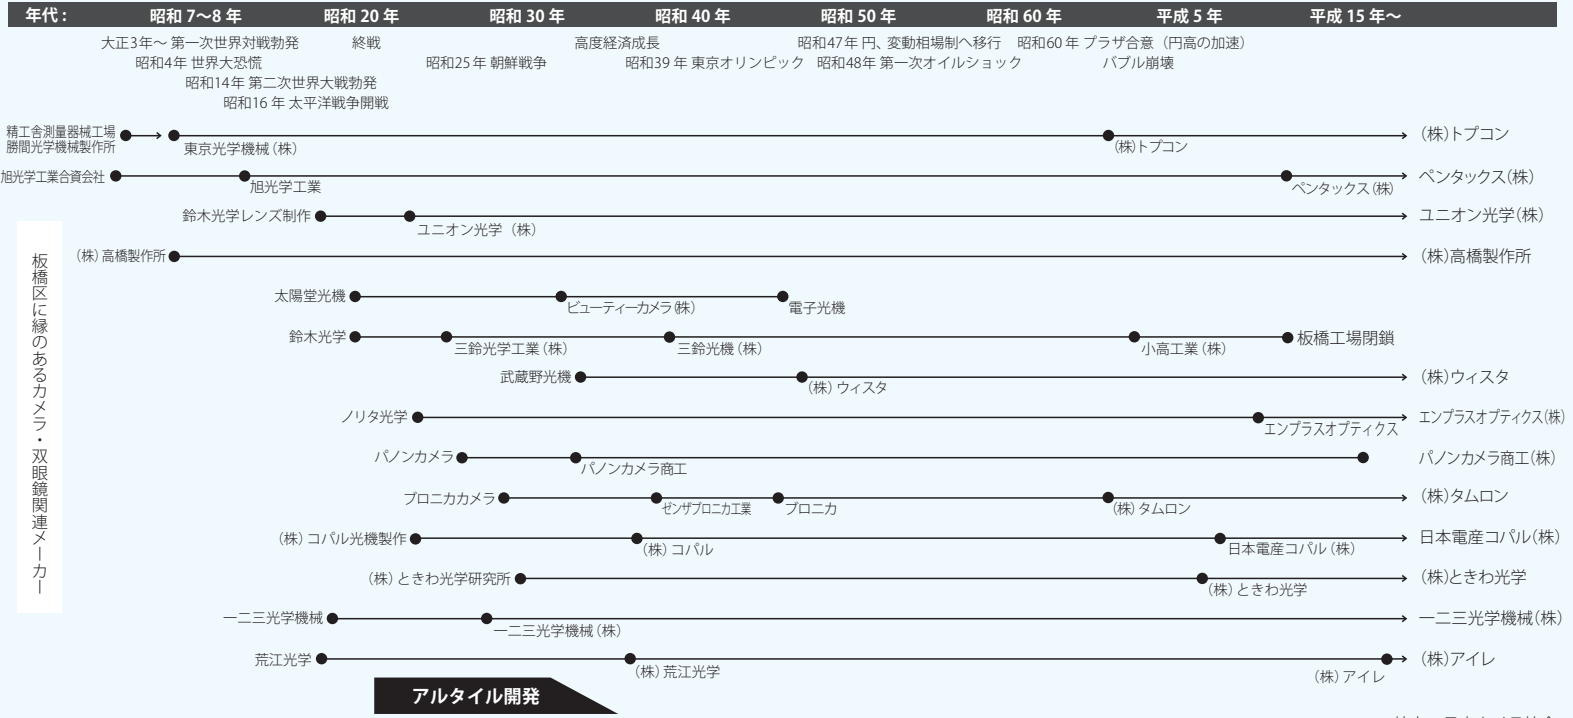 年代： 昭和 7〜8 年 昭和 20 年 昭和 30 年 昭和 40 年 昭和 50 年 昭和 60 年 平成 5 年 平成 15 年〜
大正3年〜 第一次世界対戦勃発 終戦 高度経済成長 昭和47年 円、変動相場制へ移行 昭和60 年 プラザ合意（円高の加速）
昭和4年 世界大恐慌 昭和25年 朝鮮戦争 昭和39 年 東京オリンピック 昭和48年 第一次オイルショック バブル崩壊
昭和14年 第二次世界大戦勃発
昭和16 年 太平洋戦争開戦
板橋区に縁のあるカメラ・双眼鏡関連メーカー
精工舎測量器械工場
勝間光学機械製作所
東京光学機械（株） （株）トプコン （株）トプコン
旭光学工業合資会社 旭光学工業 ペンタックス（株） ペンタックス（株）
鈴木光学レンズ制作 ユニオン光学（株） ユニオン光学（株）
（株）高橋製作所 （株）高橋製作所
太陽堂光機 ビューティーカメラ（株） 電子光機
鈴木光学 三鈴光学工業（株） 三鈴光機（株） 小高工業（株） 板橋工場閉鎖
武蔵野光機 （株）ウィスタ （株）ウィスタ
ノリタ光学 エンプラスオプティクス エンプラスオプティクス（株）
パノンカメラ パノンカメラ商工 パノンカメラ商工（株）
ブロニカカメラ ゼンザブロニカ工業 ブロニカ （株）タムロン （株）タムロン
（株）コパル光機製作 （株）コパル 日本電産コパル（株） 日本電産コパル（株）
（株）ときわ光学研究所 （株）ときわ光学 （株）ときわ光学
一二三光学機械 一二三光学機械（株） 一二三光学機械（株）
荒江光学 （株）荒江光学 （株）アイレ （株）アイレ
アルタイル開発